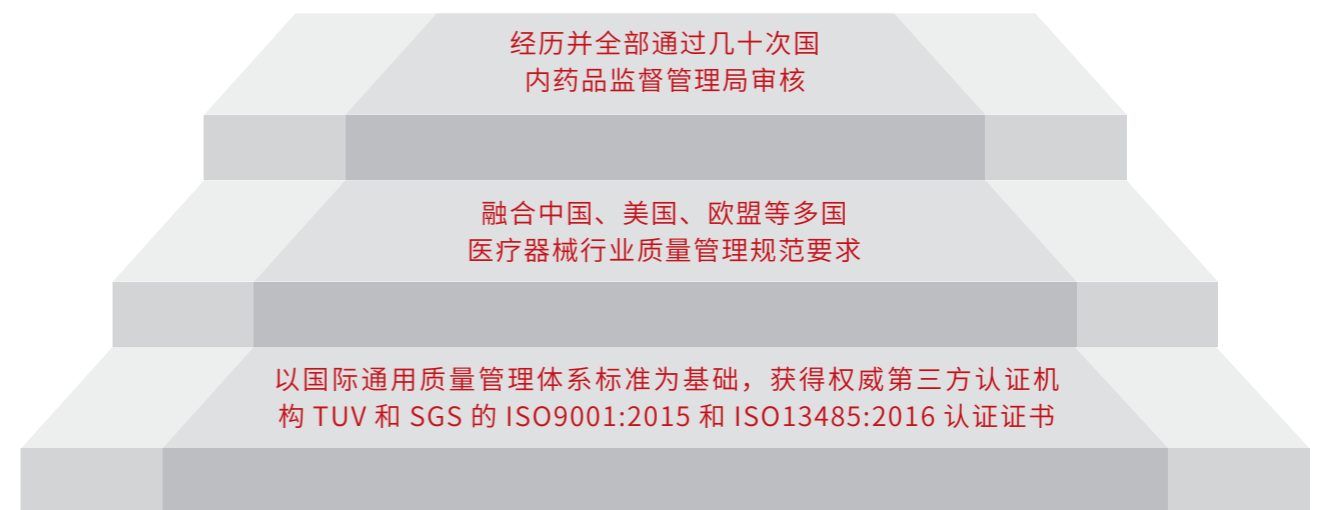 经历并全部通过几十次国
内药品监督管理局审核
融合中国、美国、欧盟等多国
医疗器械行业质量管理规范要求
以国际通用质量管理体系标准为基础，获得权威第三方认证机
构 TUV 和 SGS 的 ISO9001:2015 和 ISO13485:2016 认证证书